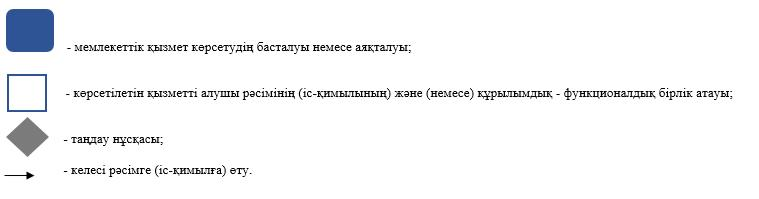 - мемлекеттік қызмет көрсетудің басталуы немесе аяқталуы;
- көрсетілетін қызметті алушы рәсімінің (іс-қимылының) және (немесе) құрылымдық - функционалдық бірлік атауы;
- таңдау нұсқасы;
- келесі рәсімге (іс-қимылға) өту.